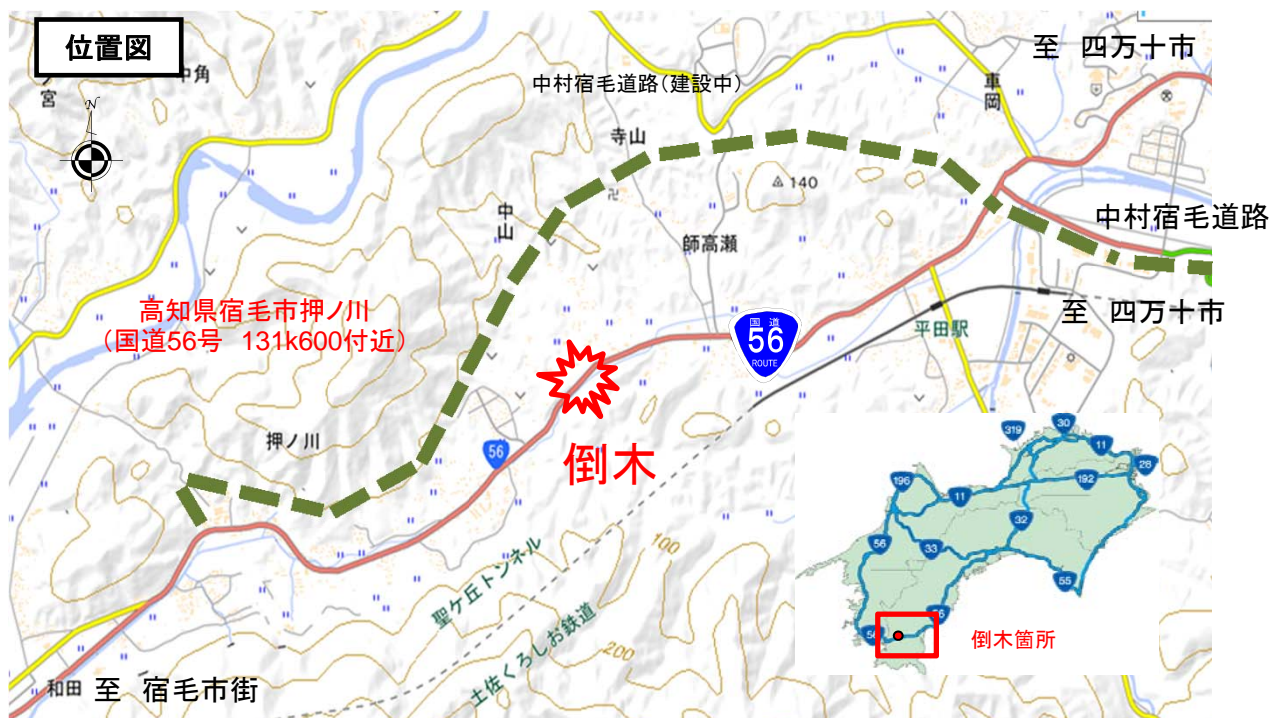 位置図
中角
ノ宮
N
至 四万十市
車岡
中村宿毛道路(建設中)
寺山
140
中山
師高瀬
中村宿毛道路
高知県宿毛市押ノ川
(国道56号 131k600付近)
国道
56
ROUTE
至 四万十市
平田駅
押ノ川
56
倒木
聖ケ丘トンネル
100
土佐くろしお鉄道
200
和田
至 宿毛市街
319
30
11
28
196
11
192
56
33
32
55
56
倒木箇所